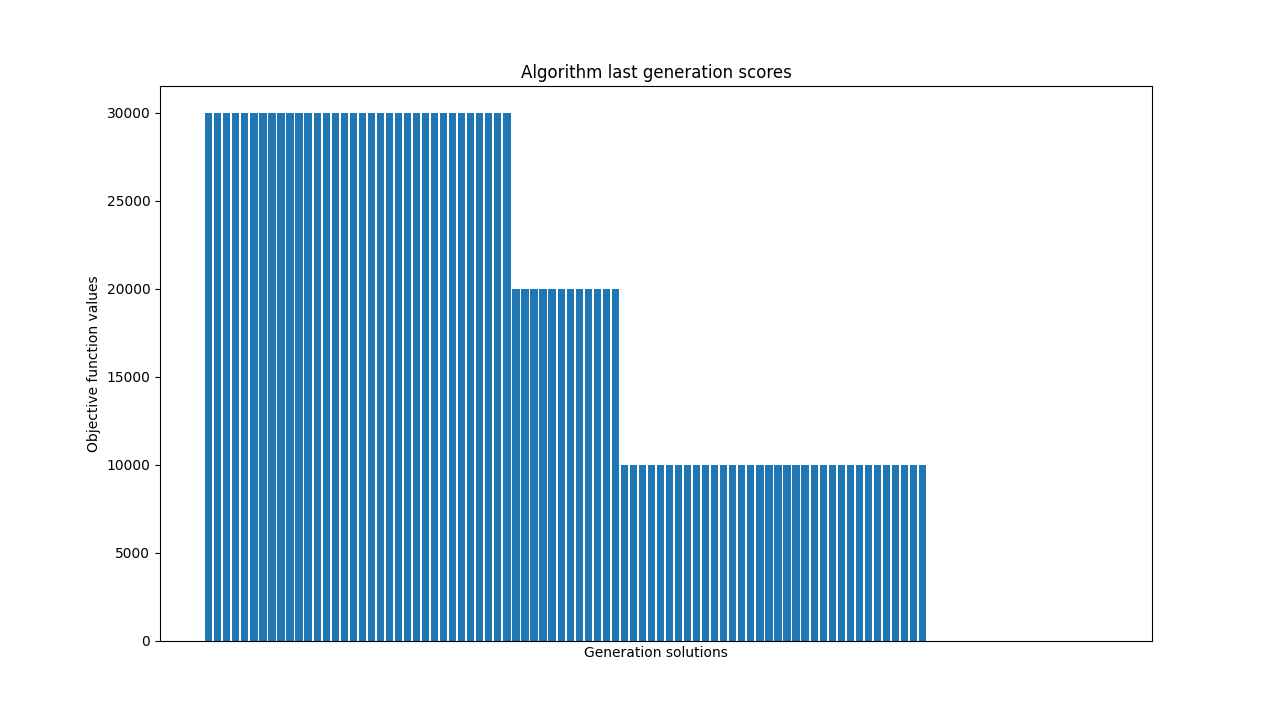 Algorithm last generation scores
30000
25000
20000
15000
10000
5000
0
Objective function values
Generation solutions